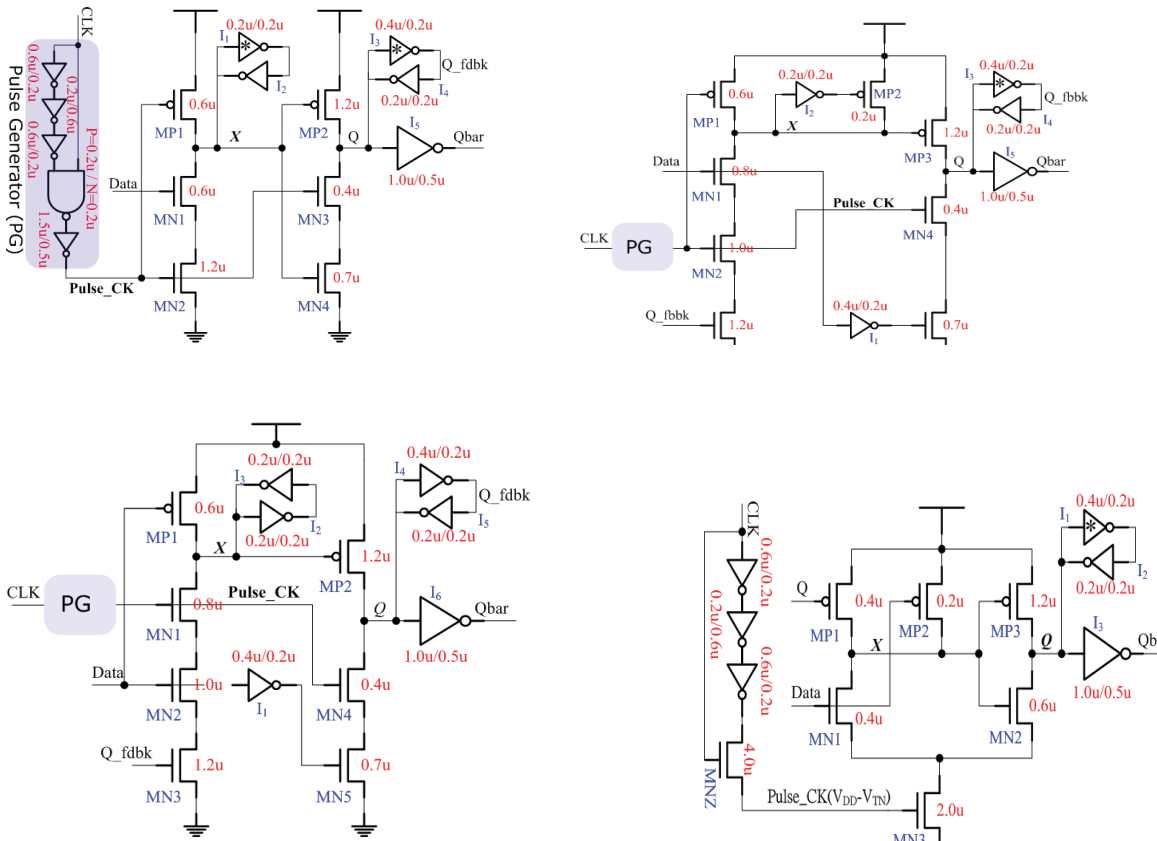 CLK
Pulse Generator (PG)
0.6u/0.2u
0.2u/0.6u
0.6u/0.2u
P=0.2u / N=0.2u
1.5u/0.5u
Pulse_CK
0.6u
MP1
X
Data
0.6u
MN1
1.2u
MN2
I1
0.2u/0.2u
*
I2
1.2u
MP2
Q
0.4u
MN3
0.7u
MN4
0.4u/0.2u
I3
*
Q_fdbk
I4
0.2u/0.2u
I5
Qbar
1.0u/0.5u
0.6u
MP1
0.2u/0.2u
I2
MP2
0.2u
X
Data
0.8u
MN1
Pulse_CK
CLK
PG
1.0u
MN2
Q_fbbk
1.2u
0.4u/0.2u
I1
0.7u
1.2u
MP3
Q
0.4u
MN4
I3
0.4u/0.2u
*
Q_fbbk
0.2u/0.2u
I4
I5
Qbar
1.0u/0.5u
0.6u
MP1
0.2u/0.2u
I3
I2
0.2u/0.2u
X
1.2u
MP2
CLK
PG
0.8u
Pulse_CK
MN1
Data
1.0u
MN2
0.4u/0.2u
I1
Q_fdbk
1.2u
MN3
0.4u
MN4
0.7u
MN5
0.4u/0.2u
I4
Q_fdbk
I5
0.2u/0.2u
Q
I6
Qbar
1.0u/0.5u
CLK
0.6u/0.2u
0.2u/0.6u
0.6u/0.2u
4.0u
MNZ
Pulse_CK(VDD-VTN)
Q
0.4u
MP1
MP2
0.2u
MP3
1.2u
X
Data
0.4u
MN1
0.6u
MN2
2.0u
MN3
0.4u/0.2u
I1
*
I2
0.2u/0.2u
Q
I3
Qb
1.0u/0.5u